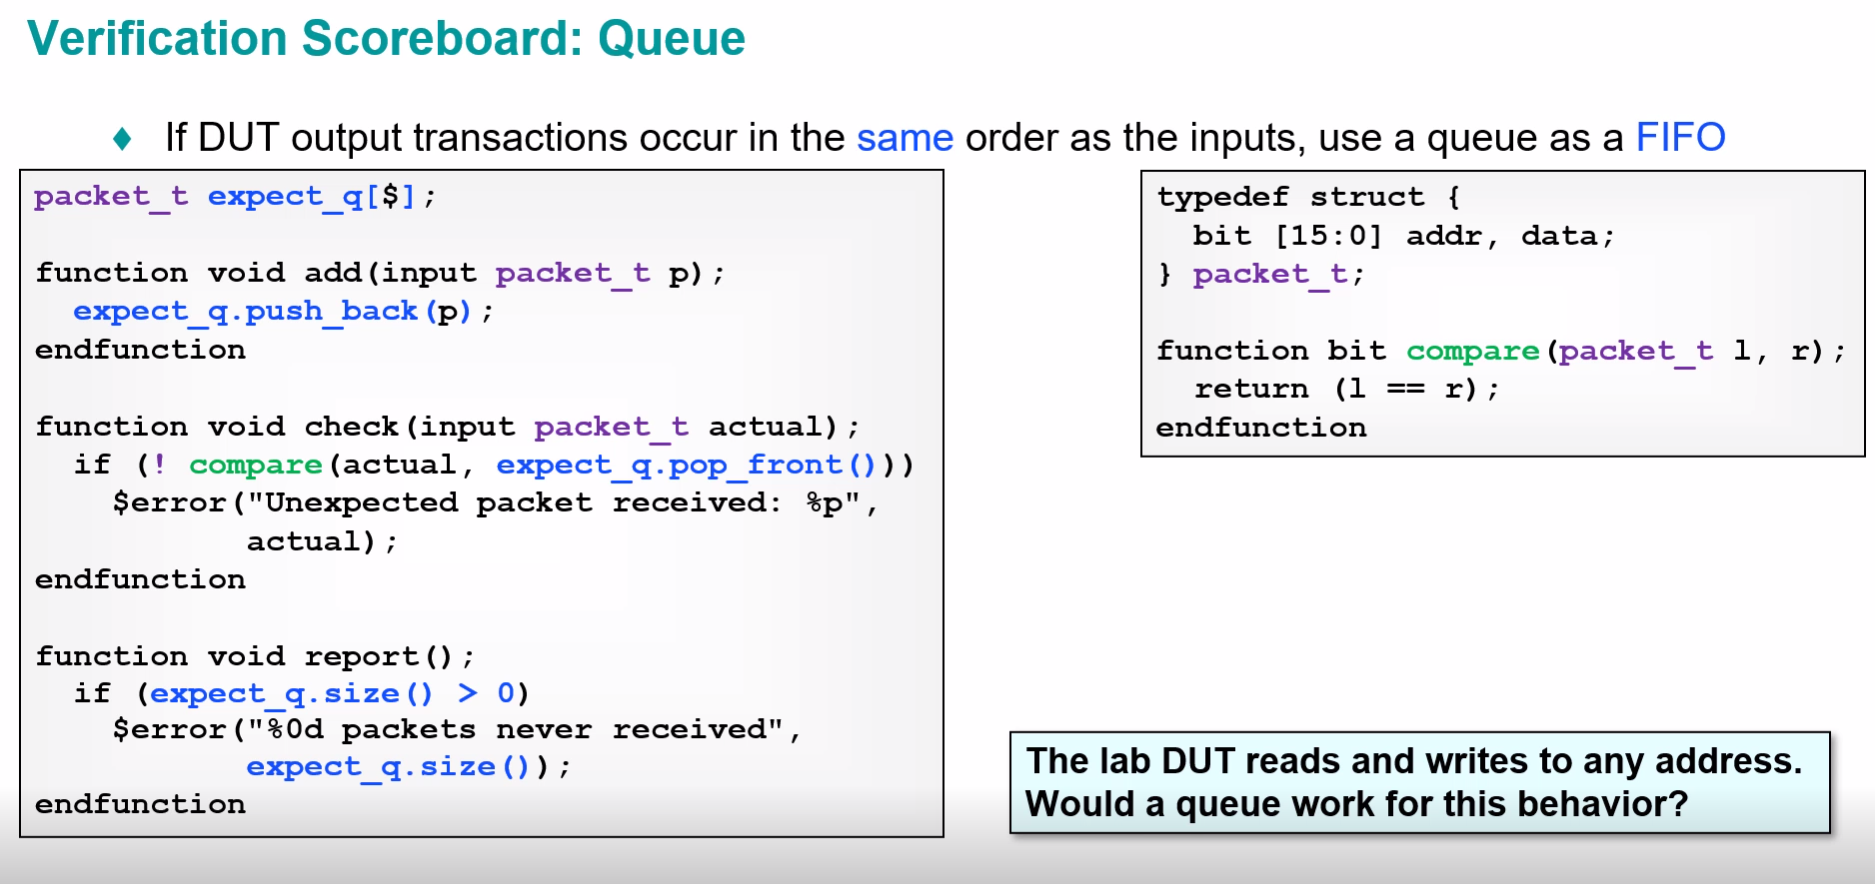 Verification Scoreboard: Queue
♦ If DUT output transactions occur in the same order as the inputs, use a queue as a FIFO
packet_t expect_q[$];
function void add(input packet_t p);
  expect_q.push_back(p);
endfunction
function void check(input packet_t actual);
  if (! compare(actual, expect_q.pop_front()))
    $error("Unexpected packet received: %p",
           actual);
endfunction
function void report();
  if (expect_q.size() > 0)
    $error("%0d packets never received",
           expect_q.size());
endfunction
typedef struct {
  bit [15:0] addr, data;
} packet_t;
function bit compare(packet_t l, r);
  return (l == r);
endfunction
The lab DUT reads and writes to any address.
Would a queue work for this behavior?